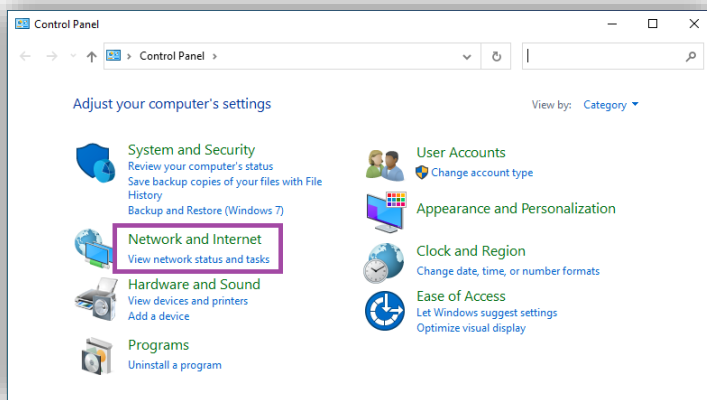 Control Panel
Control Panel
Adjust your computer's settings
View by: Category
System and Security
Review your computer's status
Save backup copies of your files with File
History
Backup and Restore (Windows 7)
Network and Internet
View network status and tasks
Hardware and Sound
View devices and printers
Add a device
Programs
Uninstall a program
User Accounts
Change account type
Appearance and Personalization
Clock and Region
Change date, time, or number formats
Ease of Access
Let Windows suggest settings
Optimize visual display